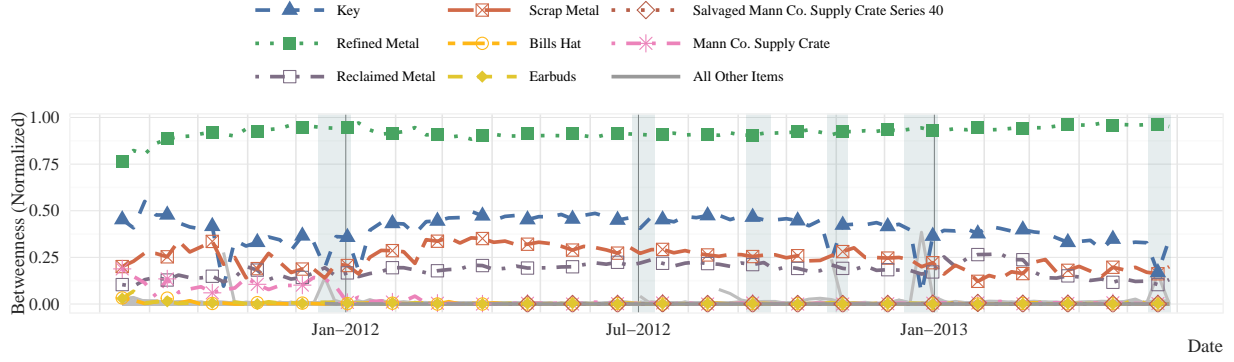 Key
Scrap Metal
Salvaged Mann Co. Supply Crate Series 40
Refined Metal
Bills Hat
Mann Co. Supply Crate
Reclaimed Metal
Earbuds
All Other Items
Betweenness (Normalized)
1.00
0.75
0.50
0.25
0.00
Jan−2012
Jul−2012
Jan−2013
Date